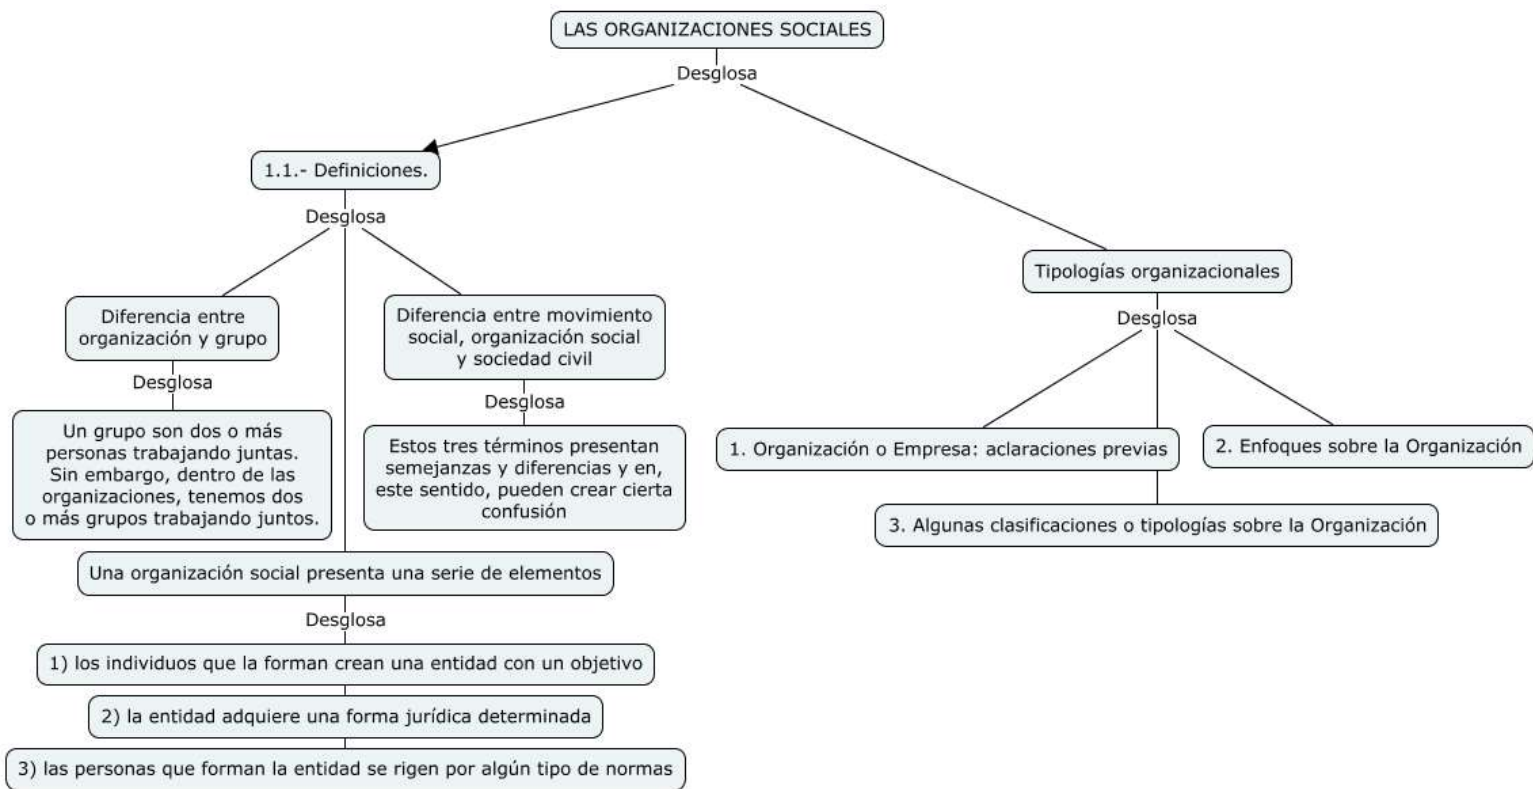 LAS ORGANIZACIONES SOCIALES
Desglosa
1.1.- Definiciones.
Desglosa
Diferencia entre
organización y grupo
Desglosa
Un grupo son dos o más
personas trabajando juntas.
Sin embargo, dentro de las
organizaciones, tenemos dos
o más grupos trabajando juntos.
Diferencia entre movimiento
social, organización social
y sociedad civil
Desglosa
Estos tres términos presentan
semejanzas y diferencias y en,
este sentido, pueden crear cierta
confusión
Una organización social presenta una serie de elementos
Desglosa
1) los individuos que la forman crean una entidad con un objetivo
2) la entidad adquiere una forma jurídica determinada
3) las personas que forman la entidad se rigen por algún tipo de normas
Tipologías organizacionales
Desglosa
1. Organización o Empresa: aclaraciones previas
2. Enfoques sobre la Organización
3. Algunas clasificaciones o tipologías sobre la Organización